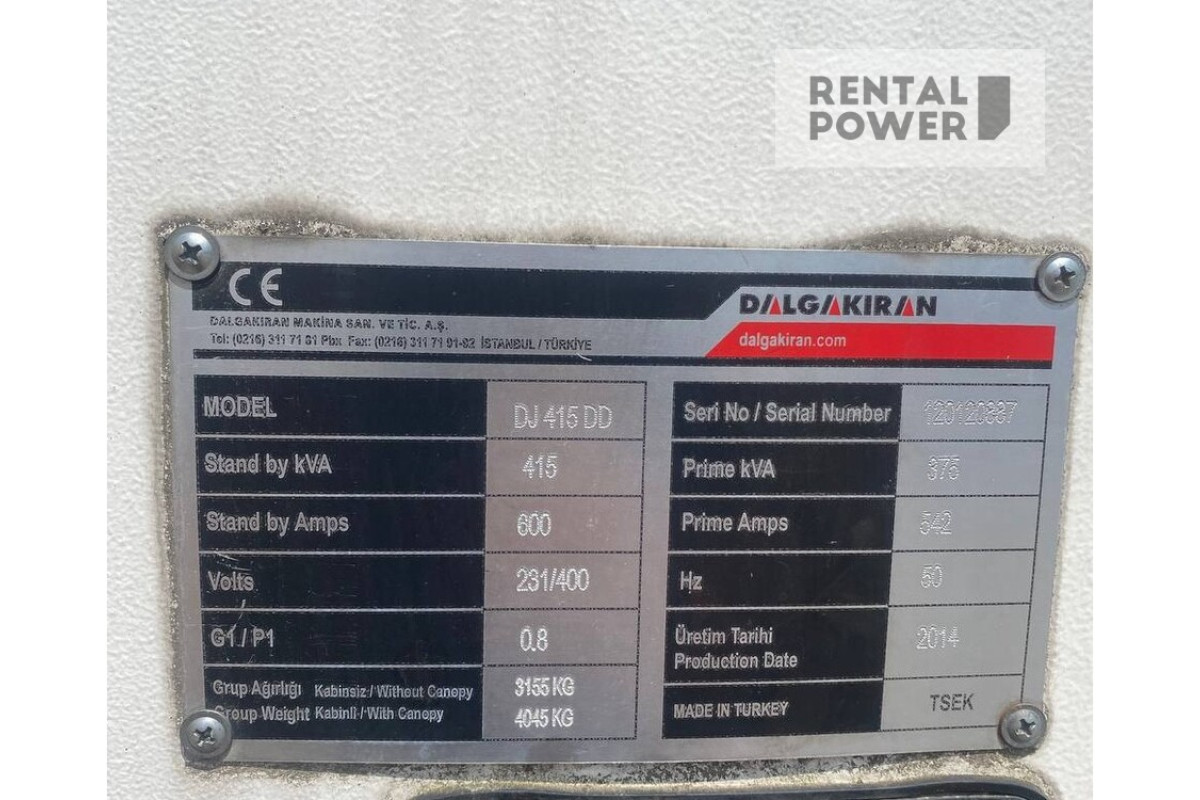 RENTAL
POWER
CE
DALGAKIRAN
DALGAKIRAN MAKİNA SAN. VE TİC. A.Ş.
Tel: (0216) 311 71 81 Pbx Fax: (0216) 311 71 91-92 İSTANBUL / TÜRKİYE
dalgakiran.com
MODEL DJ 415 DD
Stand by kVA 415
Stand by Amps 600
Volts 231/400
G1 / P1 0.8
Grup Ağırlığı Kabinsiz / Without Canopy 3155 KG
Group Weight Kabinli / With Canopy 4045 KG
Seri No / Serial Number
Prime kVA 375
Prime Amps 542
Hz 50
Üretim Tarihi
Production Date 2014
MADE IN TURKEY TSEK